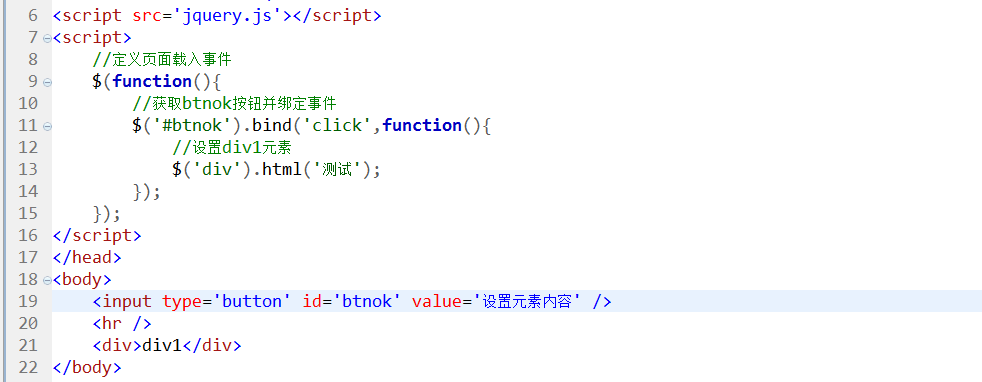 6 <script src='jquery.js'></script>
7 <script>
8     //定义页面载入事件
9     $(function(){
10         //获取btnok按钮并绑定事件
11         $('#btnok').bind('click',function(){
12             //设置div1元素
13             $('div').html('测试');
14         });
15     });
16 </script>
17 </head>
18 <body>
19     <input type='button' id='btnok' value='设置元素内容' />
20     <hr />
21     <div>div1</div>
22 </body>